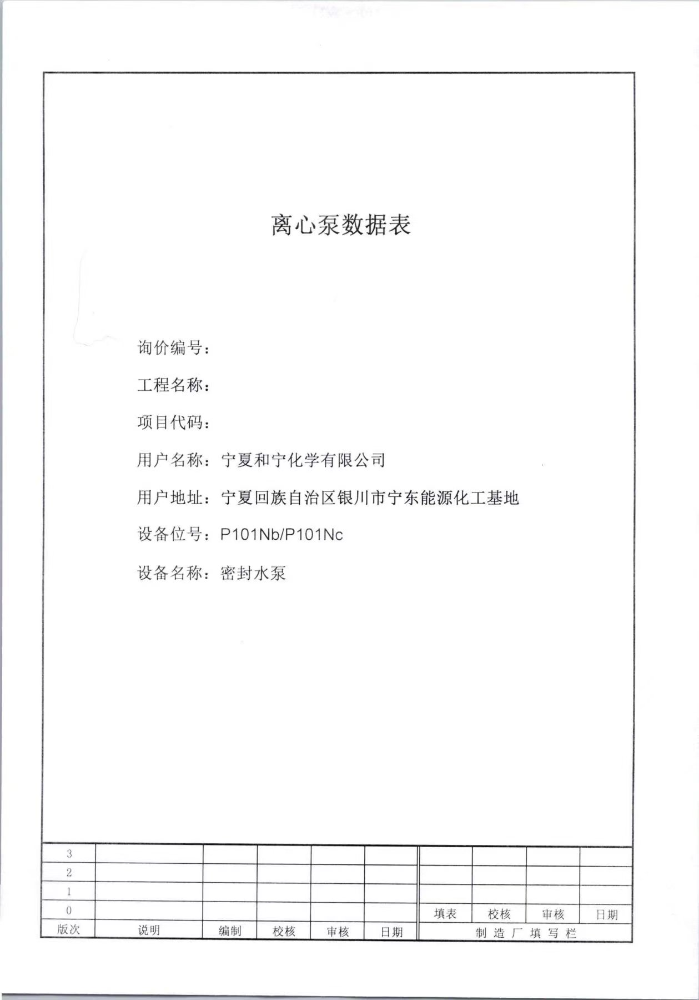 离心泵数据表
询价编号：
工程名称：
项目代码：
用户名称：宁夏和宁化学有限公司
用户地址：宁夏回族自治区银川市宁东能源化工基地
设备位号：P101Nb/P101Nc
设备名称：密封水泵
3
2
1
0 填表 校核 审核 日期
版次 说明 编制 校核 审核 日期 制造厂填写栏